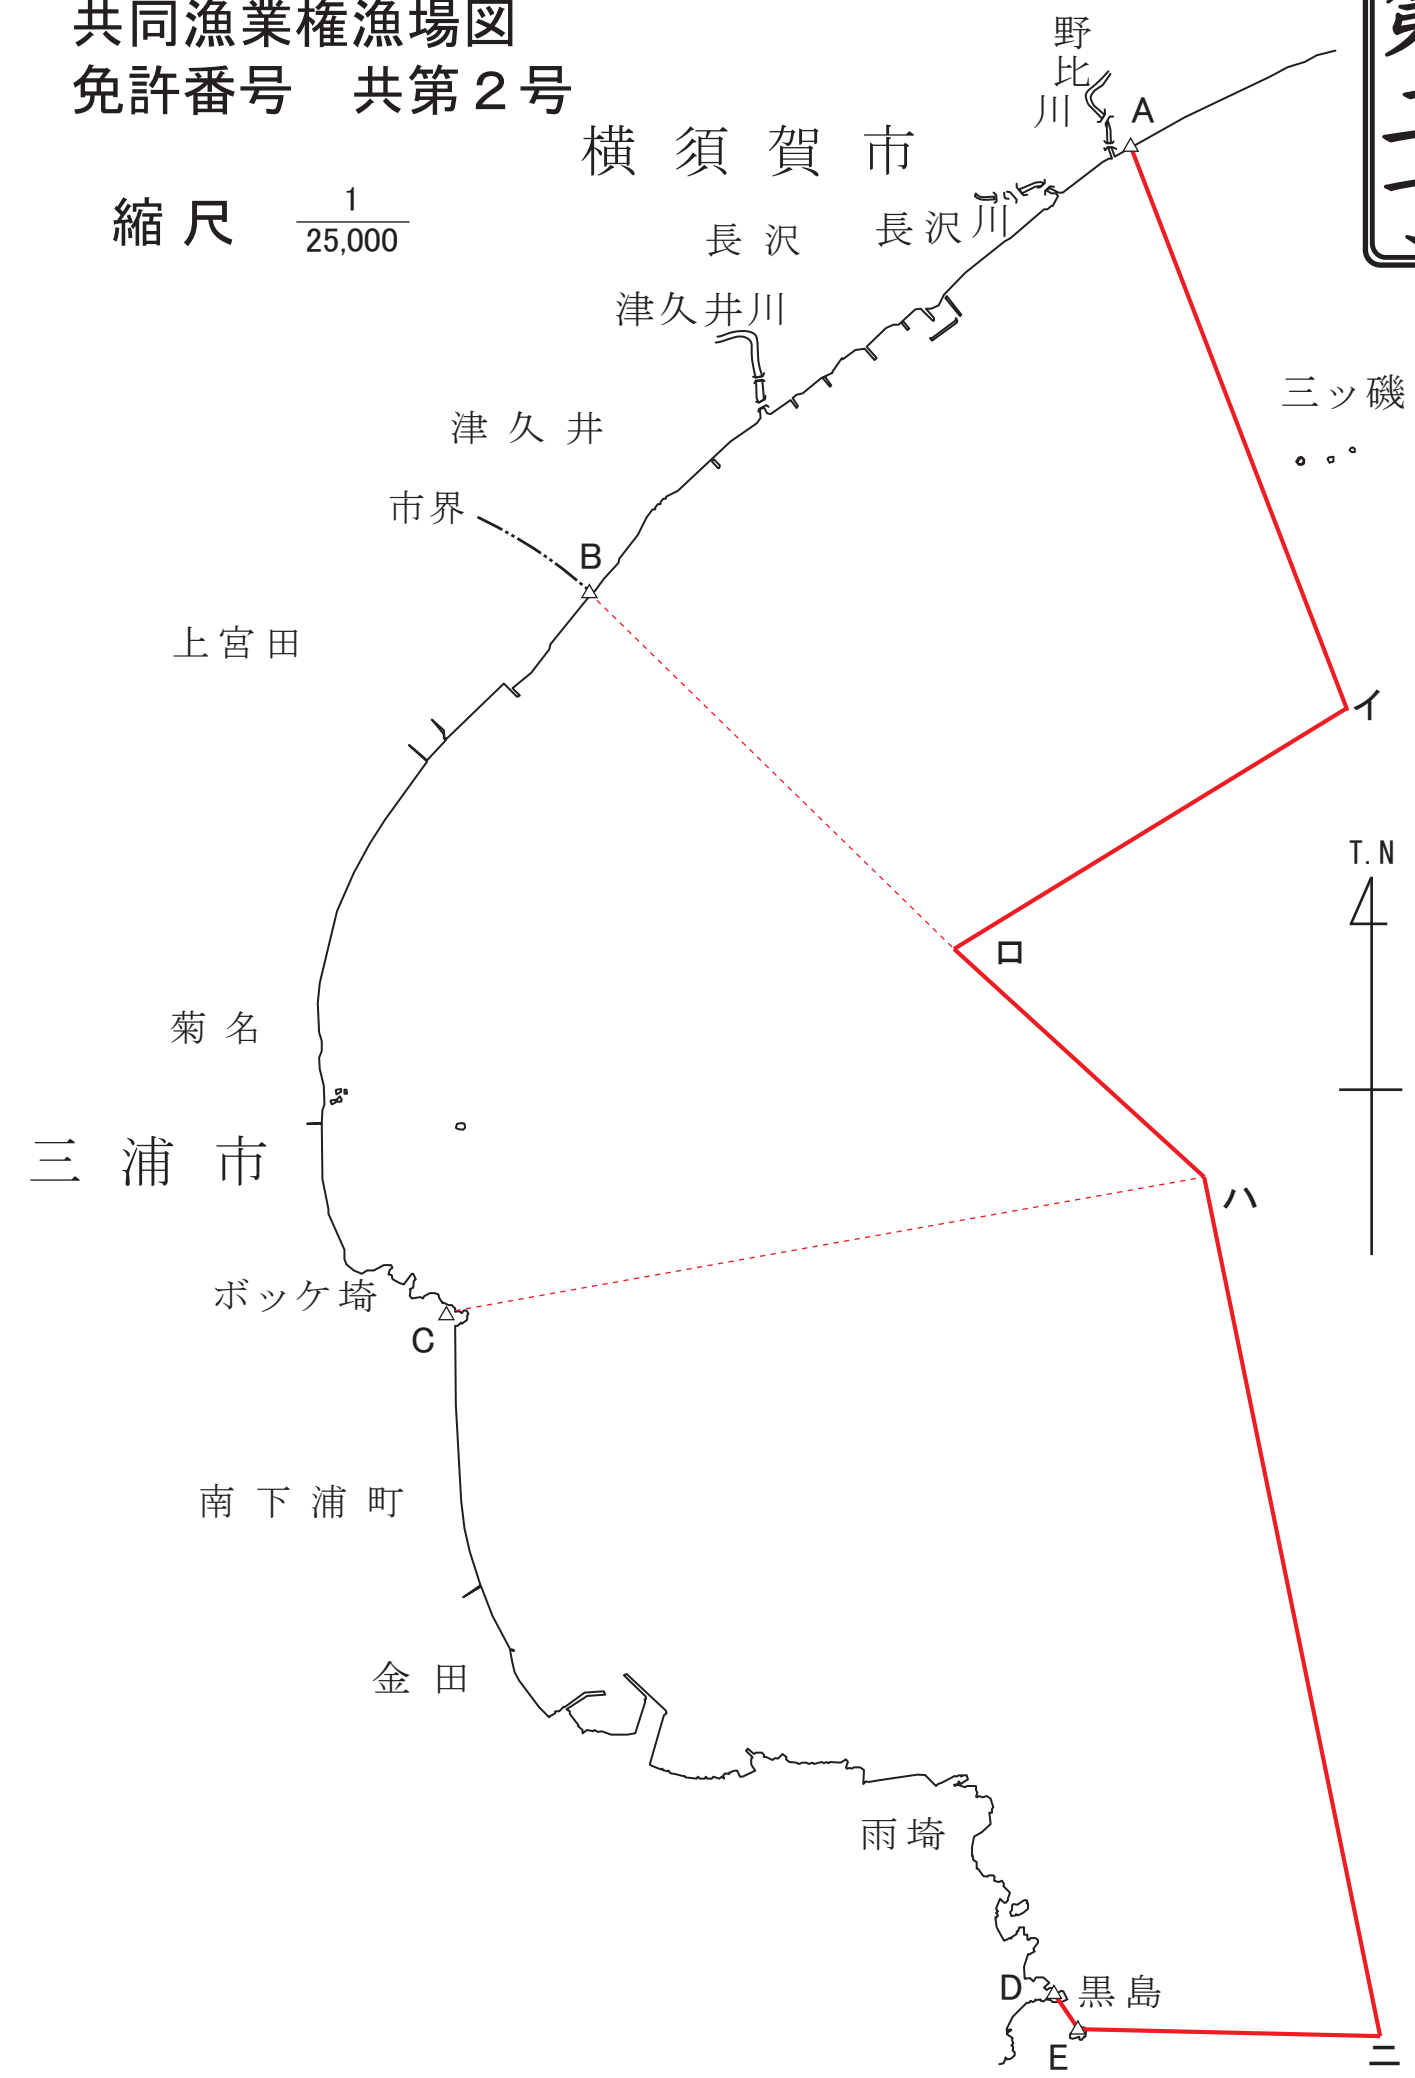 共同漁業権漁場図
免許番号 共第2号
縮尺 1/25,000
野比川
A
横須賀市
長沢
長沢川
津久井川
三ッ磯
津久井
市界
B
上宮田
イ
T.N
ロ
菊名
三浦市
ハ
ボッケ埼
C
南下浦町
金田
雨埼
D
黒島
E
ニ